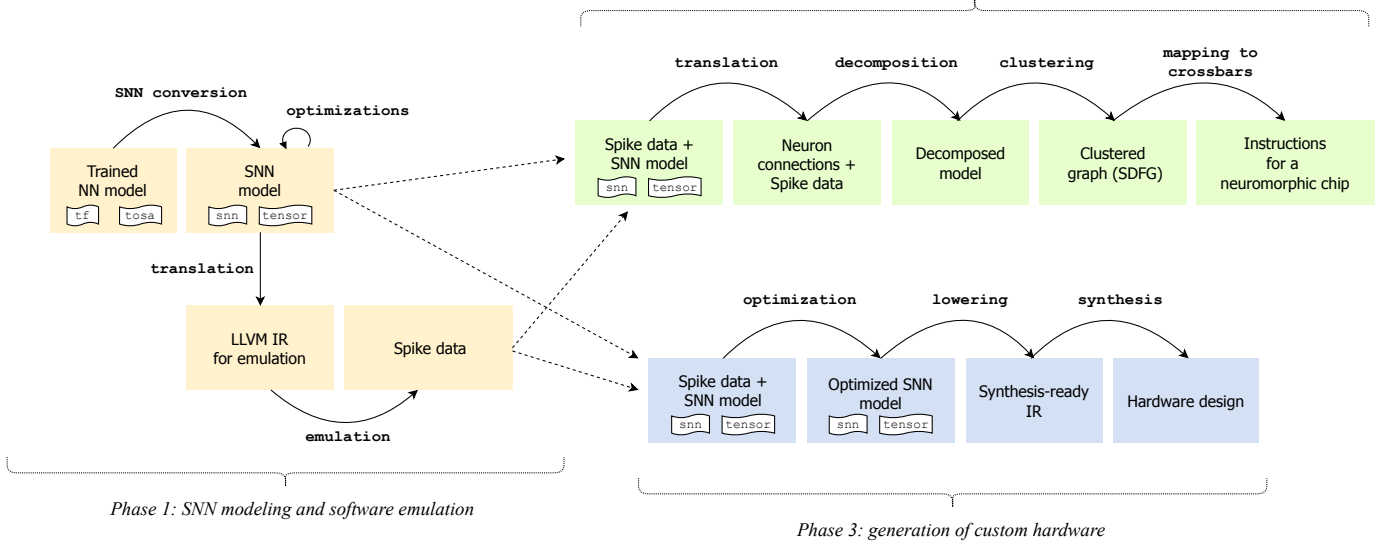 SNN conversion
optimizations
Trained
NN model
tf tosa
SNN
model
snn tensor
translation
LLVM IR
for emulation
Spike data
emulation
Phase 1: SNN modeling and software emulation
translation
decomposition
clustering
mapping to
crossbars
Spike data +
SNN model
snn tensor
Neuron
connections +
Spike data
Decomposed
model
Clustered
graph (SDFG)
Instructions
for a
neuromorphic chip
optimization
lowering
synthesis
Spike data +
SNN model
snn tensor
Optimized SNN
model
snn tensor
Synthesis-ready
IR
Hardware design
Phase 3: generation of custom hardware